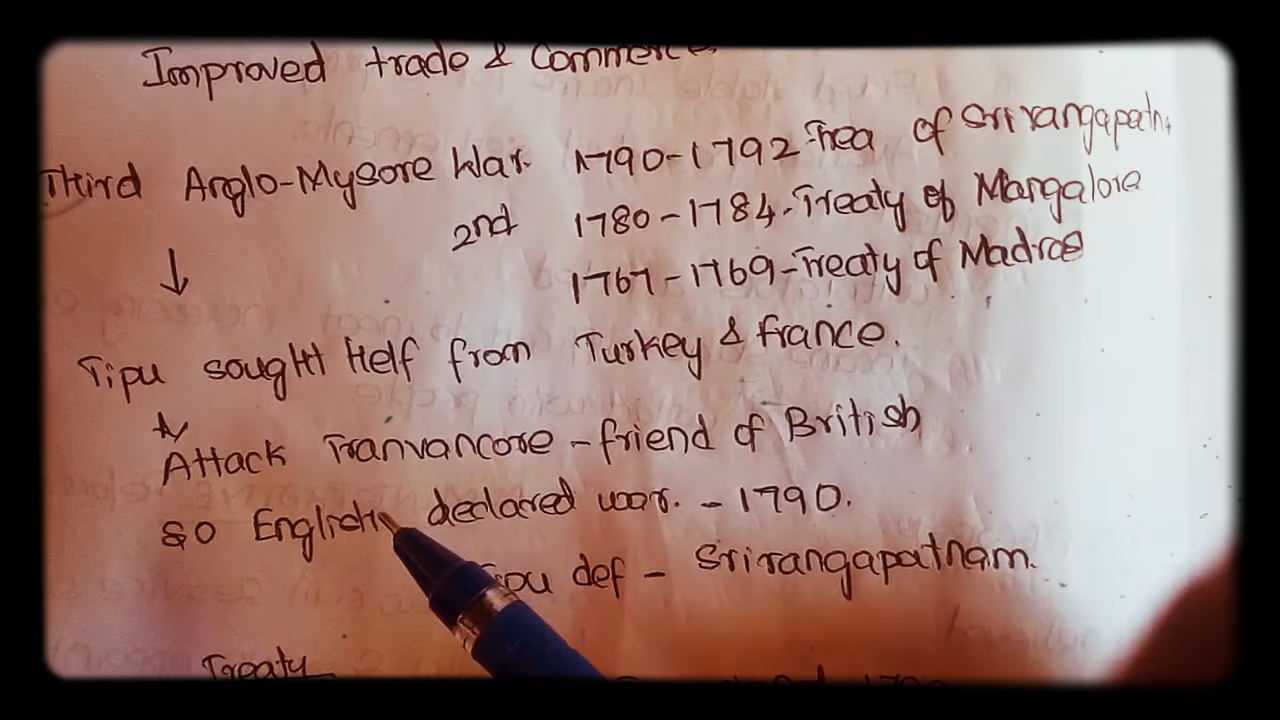 Improved trade & Commerce
Third Anglo-Mysore War. 1790-1792 Trea of Srirangapatn
2nd 1780-1784-Treaty of Mangalore
1767-1769-Treaty of Madras
↓
Tipu sought Helf from Turkey & france.
Attack Tranvancore - friend of British
so English declared war. - 1790.
def - Srirangapatnam.
Treaty